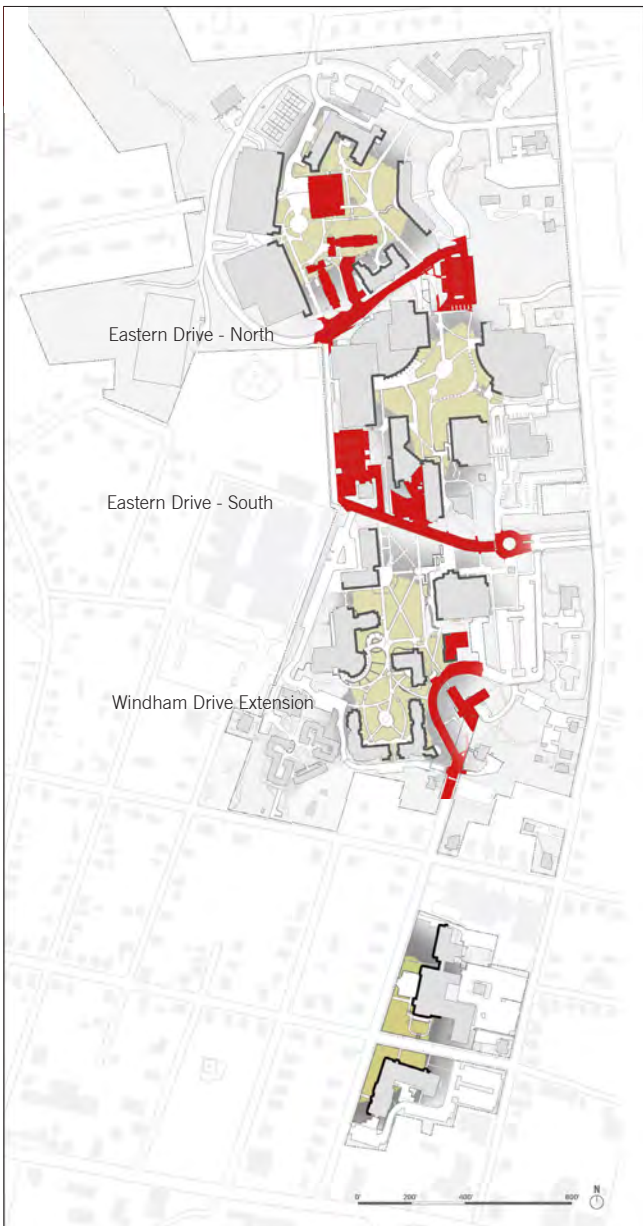 Eastern Drive - North
Eastern Drive - South
Windham Drive Extension
0' 200' 400' 800'
N